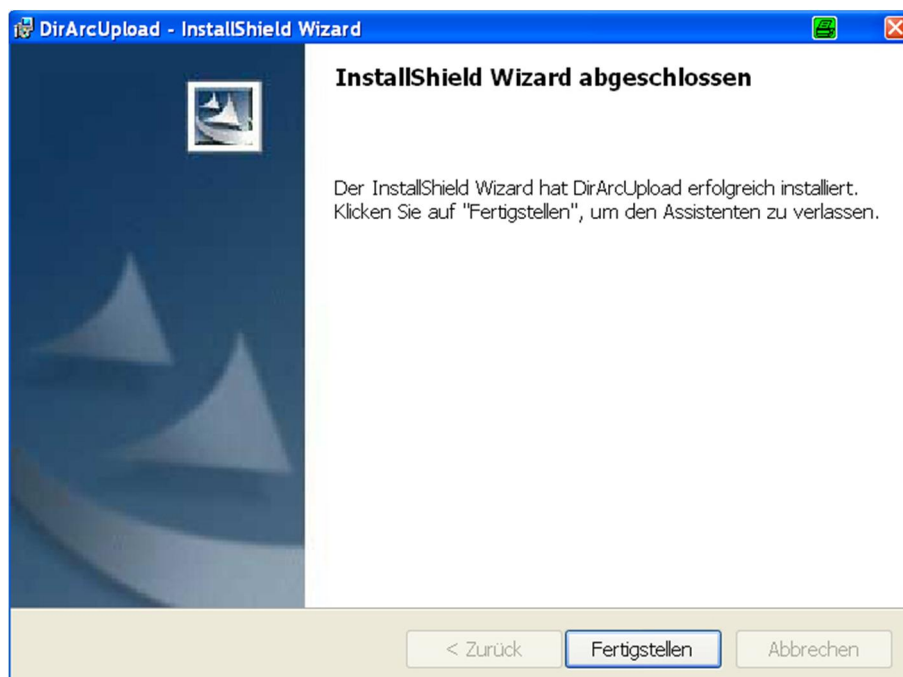 DirArcUpload - InstallShield Wizard
InstallShield Wizard abgeschlossen
Der InstallShield Wizard hat DirArcUpload erfolgreich installiert.
Klicken Sie auf "Fertigstellen", um den Assistenten zu verlassen.
< Zurück
Fertigstellen
Abbrechen